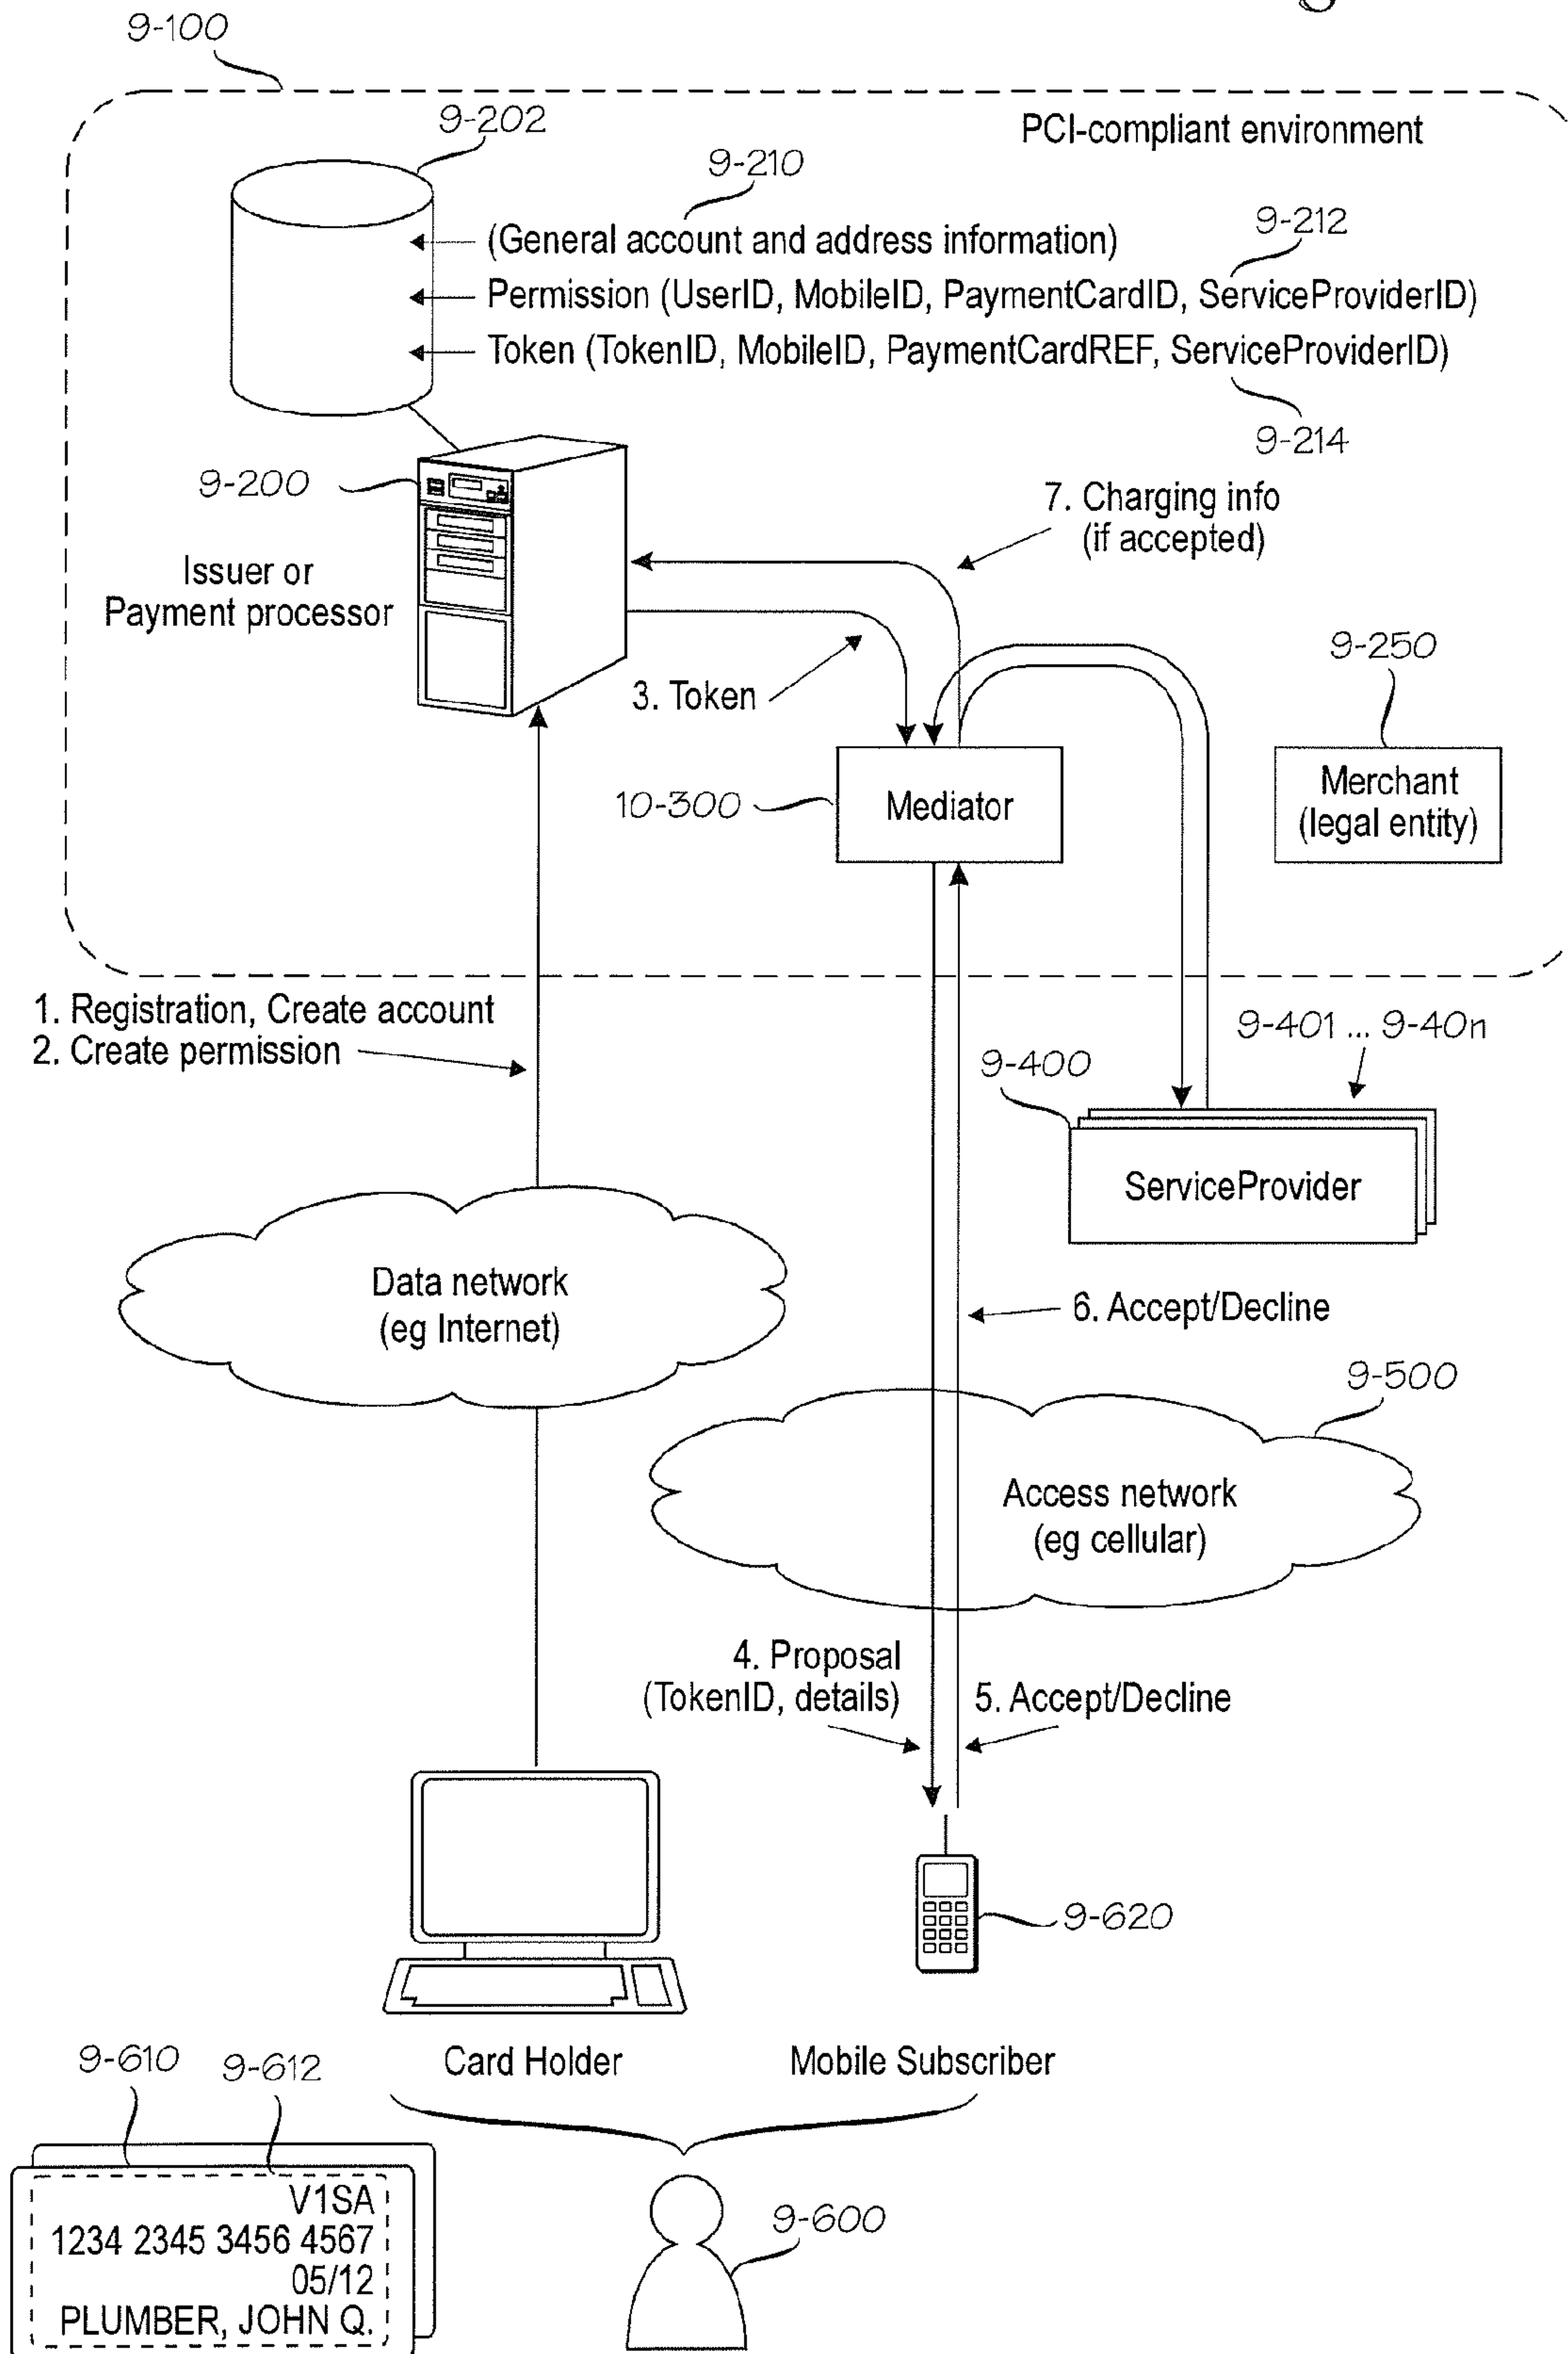 9-100
9-202
PCI-compliant environment
9-210
(General account and address information)
9-212
Permission (UserID, MobileID, PaymentCardID, ServiceProviderID)
Token (TokenID, MobileID, PaymentCardREF, ServiceProviderID)
9-214
9-200
7. Charging info
(if accepted)
Issuer or
Payment processor
3. Token
9-250
10-300
Mediator
Merchant
(legal entity)
1. Registration, Create account
2. Create permission
9-401 ... 9-40n
9-400
ServiceProvider
Data network
(eg Internet)
6. Accept/Decline
9-500
Access network
(eg cellular)
4. Proposal
(TokenID, details)
5. Accept/Decline
9-620
Card Holder
Mobile Subscriber
9-610
9-612
V1SA
1234 2345 3456 4567
05/12
PLUMBER, JOHN Q.
9-600